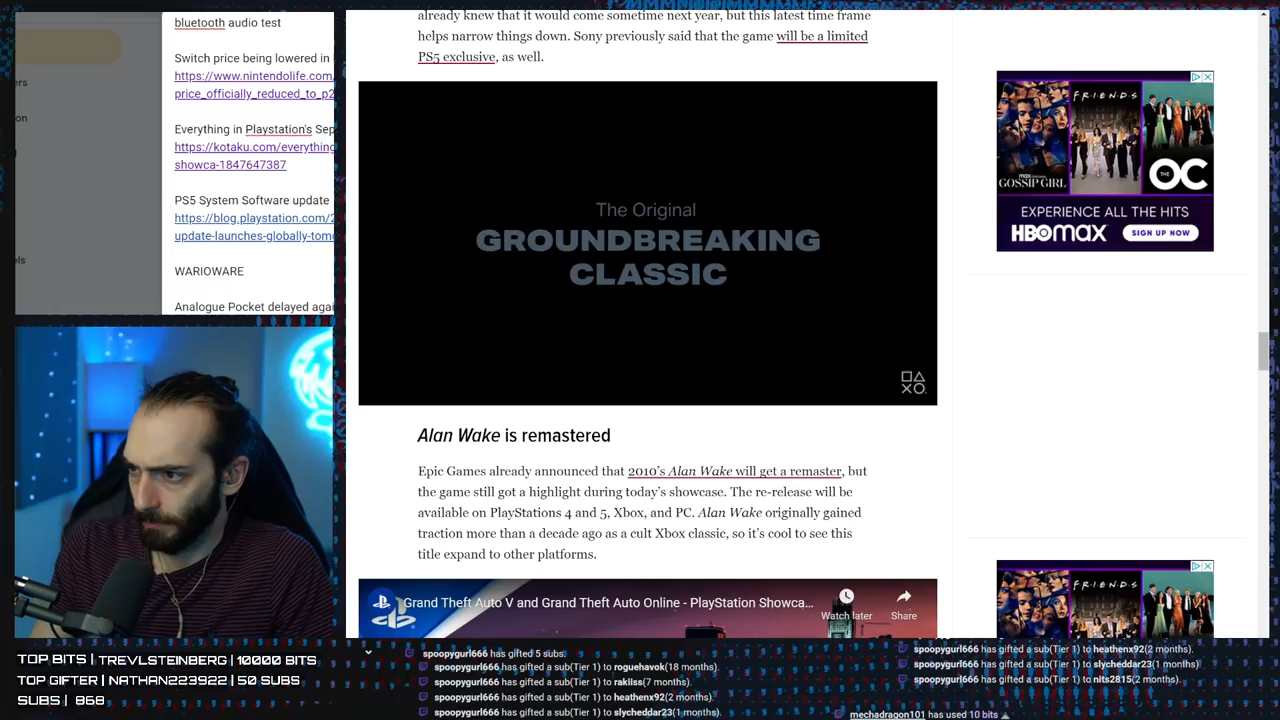 bluetooth audio test
Switch price being lowered in
https://www.nintendolife.com
price_officially_reduced_to_p2
Everything in Playstation's Sep
https://kotaku.com/everything
showca-1847647387
PS5 System Software update
https://blog.playstation.com/2
update-launches-globally-tom
WARIOWARE
Analogue Pocket delayed agai
ers
on
els
already knew that it would come sometime next year, but this latest time frame
helps narrow things down. Sony previously said that the game will be a limited
PS5 exclusive, as well.
The Original
GROUNDBREAKING
CLASSIC
Alan Wake is remastered
Epic Games already announced that 2010's Alan Wake will get a remaster, but
the game still got a highlight during today's showcase. The re-release will be
available on PlayStations 4 and 5, Xbox, and PC. Alan Wake originally gained
traction more than a decade ago as a cult Xbox classic, so it's cool to see this
title expand to other platforms.
Grand Theft Auto V and Grand Theft Auto Online - PlayStation Showca...
Watch later
Share
FRIENDS
max original
GOSSIP GIRL
THE OC
EXPERIENCE ALL THE HITS
HBOmax
SIGN UP NOW
FRIENDS
TOP BITS | TREVLSTEINBERG | 10000 BITS
TOP GIFTER | NATHAN223922 | 50 SUBS
SUBS | 868
spoopygurl666 has gifted 5 subs.
spoopygurl666 has gifted a sub(Tier 1) to roguehavok(18 months).
spoopygurl666 has gifted a sub(Tier 1) to rakiiss(7 months).
spoopygurl666 has gifted a sub(Tier 1) to heathenx92(2 months).
spoopygurl666 has gifted a sub(Tier 1) to slycheddar23(1 months).
spoopygurl666 has gifted a sub(Tier 1) to heathenx92(2 months).
spoopygurl666 has gifted a sub(Tier 1) to slycheddar23(1 months).
spoopygurl666 has gifted a sub(Tier 1) to nits2815(2 months).
mechadragon101 has used 10 bits